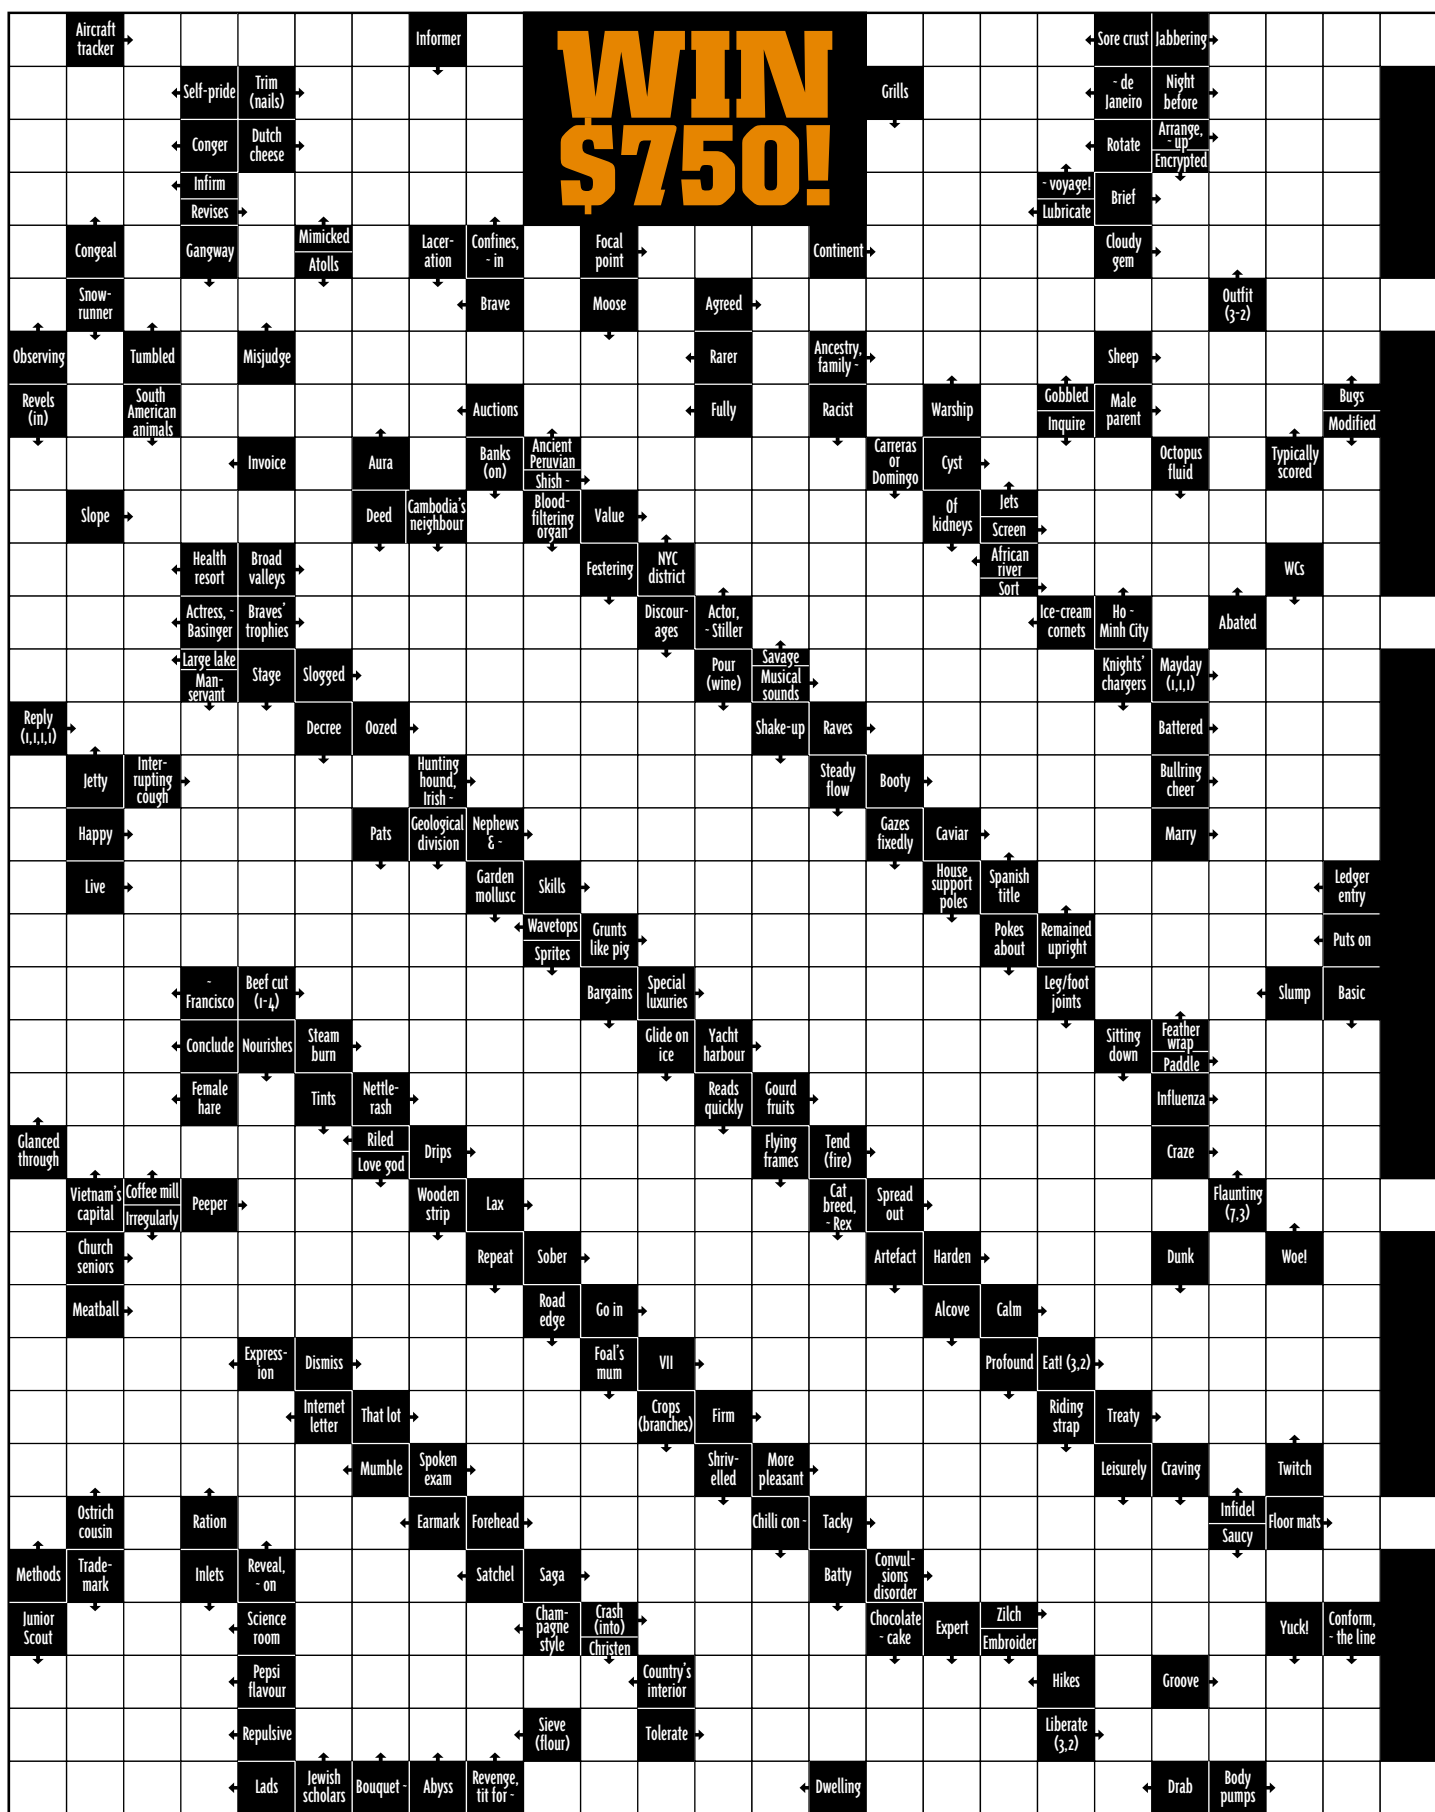 Aircraft
tracker
Informer
WIN
$750!
Sore crust
Jabbering
Self-pride
Trim
(nails)
Grills
- de
Janeiro
Night
before
Conger
Dutch
cheese
Rotate
Arrange,
- up
Encrypted
Infirm
Revises
- voyage!
Lubricate
Brief
Congeal
Gangway
Mimicked
Atolls
Lacer-
ation
Confines,
- in
Focal
point
Continent
Cloudy
gem
Snow-
runner
Brave
Moose
Agreed
Outfit
(3-2)
Observing
Tumbled
Misjudge
Rarer
Ancestry,
family -
Sheep
Revels
(in)
South
American
animals
Auctions
Fully
Racist
Warship
Gobbled
Inquire
Male
parent
Bugs
Modified
Invoice
Aura
Banks
(on)
Ancient
Peruvian
Shish -
Carreras
or
Domingo
Cyst
Octopus
fluid
Typically
scored
Slope
Deed
Cambodia's
neighbour
Blood-
filtering
organ
Value
Of
kidneys
Jets
Screen
Health
resort
Broad
valleys
Festering
NYC
district
African
river
Sort
WCs
Actress, -
Basinger
Braves'
trophies
Discour-
ages
Actor,
- Stiller
Ice-cream
cornets
Ho -
Minh City
Abated
Large lake
Man-
servant
Stage
Slogged
Pour
(wine)
Savage
Musical
sounds
Knights'
chargers
Mayday
(1,1,1)
Reply
(1,1,1,1)
Decree
Oozed
Shake-up
Raves
Battered
Jetty
Inter-
rupting
cough
Hunting
hound,
Irish -
Steady
flow
Booty
Bullring
cheer
Happy
Pats
Geological
division
Nephews
& -
Gazes
fixedly
Caviar
Marry
Live
Garden
mollusc
Skills
House
support
poles
Spanish
title
Ledger
entry
Wavetops
Sprites
Grunts
like pig
Pokes
about
Remained
upright
Puts on
-
Francisco
Beef cut
(1-4)
Bargains
Special
luxuries
Leg/foot
joints
Slump
Basic
Conclude
Nourishes
Steam
burn
Glide on
ice
Yacht
harbour
Sitting
down
Feather
wrap
Paddle
Female
hare
Tints
Nettle-
rash
Reads
quickly
Gourd
fruits
Influenza
Glanced
through
Riled
Love god
Drips
Flying
frames
Tend
(fire)
Craze
Vietnam's
capital
Coffee mill
Irregularly
Peeper
Wooden
strip
Lax
Cat
breed,
- Rex
Spread
out
Flaunting
(7,3)
Church
seniors
Repeat
Sober
Artefact
Harden
Dunk
Woe!
Meatball
Road
edge
Go in
Alcove
Calm
Express-
ion
Dismiss
Foal's
mum
VII
Profound
Eat! (3,2)
Internet
letter
That lot
Crops
(branches)
Firm
Riding
strap
Treaty
Mumble
Spoken
exam
Shriv-
elled
More
pleasant
Leisurely
Craving
Twitch
Ostrich
cousin
Ration
Earmark
Forehead
Chilli con -
Tacky
Infidel
Saucy
Floor mats
Methods
Trade-
mark
Inlets
Reveal,
- on
Satchel
Saga
Batty
Convul-
sions
disorder
Junior
Scout
Science
room
Cham-
pagne
style
Crash
(into)
Christen
Chocolate
- cake
Expert
Zilch
Embroider
Yuck!
Conform,
- the line
Pepsi
flavour
Country's
interior
Hikes
Groove
Repulsive
Sieve
(flour)
Tolerate
Liberate
(3,2)
Lads
Jewish
scholars
Bouquet -
Abyss
Revenge,
tit for -
Dwelling
Drab
Body
pumps